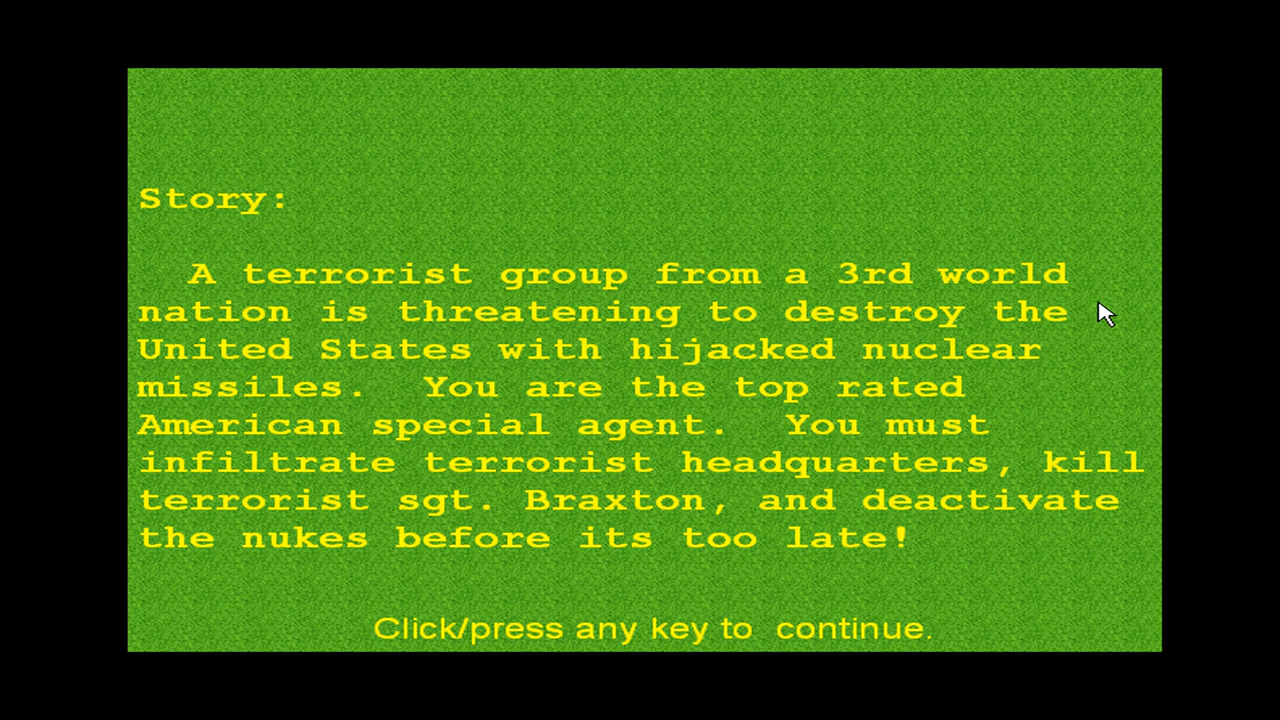 Story:
A terrorist group from a 3rd world
nation is threatening to destroy the
United States with hijacked nuclear
missiles.  You are the top rated
American special agent.  You must
infiltrate terrorist headquarters, kill
terrorist sgt. Braxton, and deactivate
the nukes before its too late!
Click/press any key to  continue.